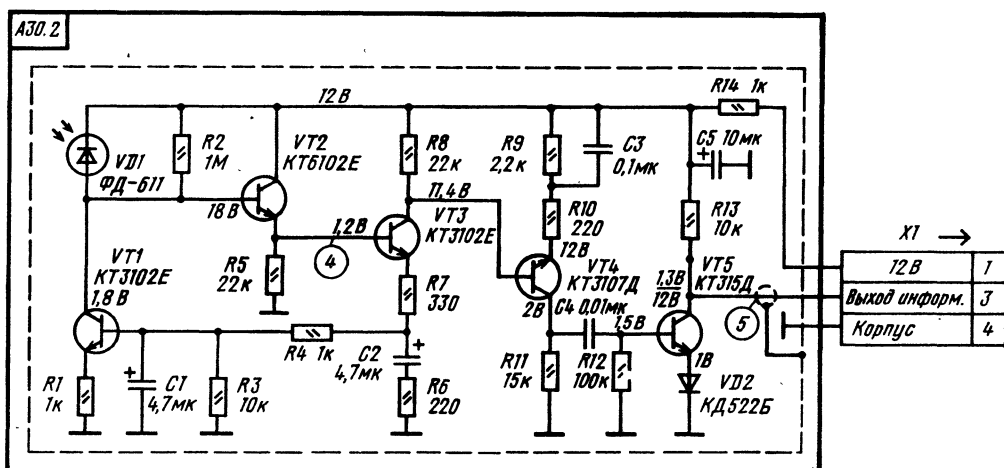 А30.2
R14 1к
12 В
VD1
ФД-611
R2
1М
VT2
КТ6102Е
R8
22к
R9
2,2к
C3
0,1мк
C5 10мк
18 В
11,4В
VT3
КТ3102Е
R10
220
R13
10к
X1
1,2В
4
12В
VT4
КТ3107Д
2В
C4 0,01мк
VT5
КТ315Д
1,3В
12В
12В 1
Выход информ. 3
Корпус 4
5
VT1
КТ3102Е
1,8 В
R5
22к
R7
330
1,5В
R4 1к
C2
4,7мк
1В
R1
1к
C1
4,7мк
R3
10к
R6
220
R11
15к
R12
100к
VD2
КД522Б